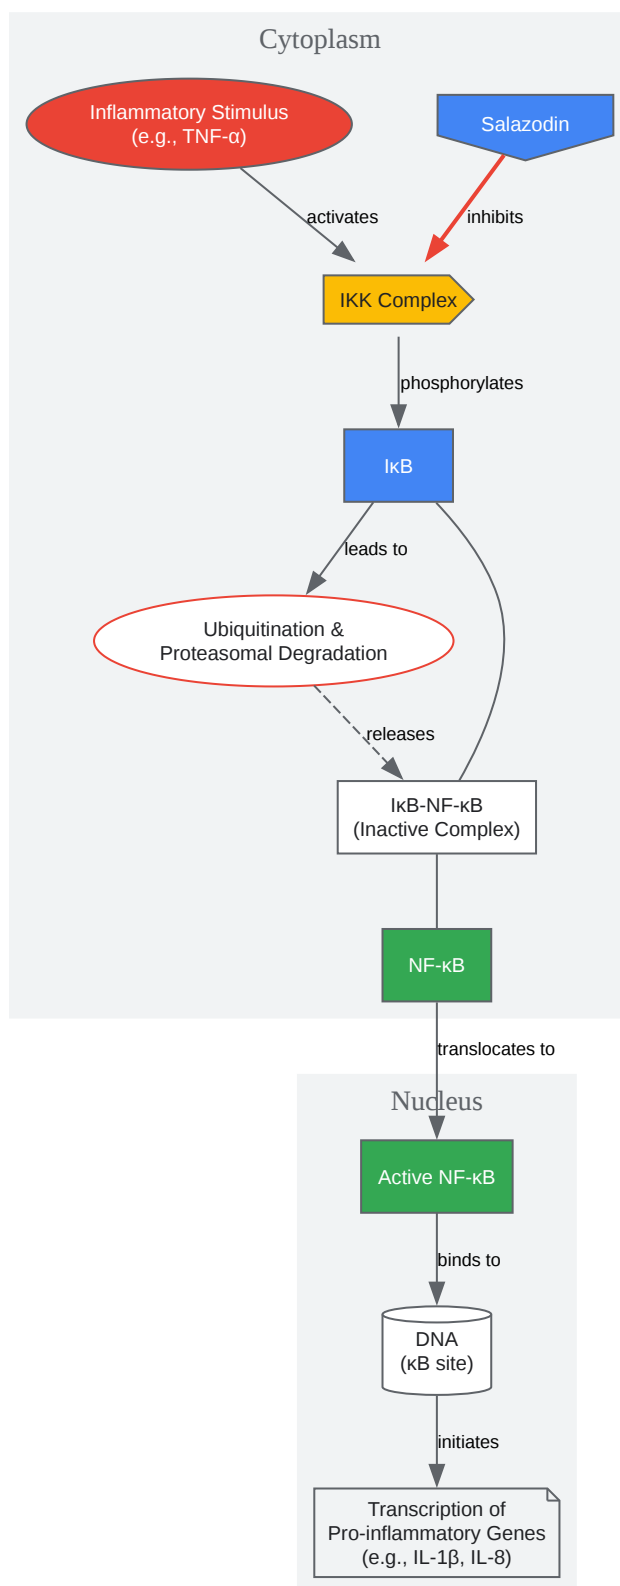 Cytoplasm
Inflammatory Stimulus
(e.g., TNF-α)
Salazodin
activates
inhibits
IKK Complex
phosphorylates
IκB
leads to
Ubiquitination &
Proteasomal Degradation
releases
IκB-NF-κB
(Inactive Complex)
NF-κB
translocates to
Nucleus
Active NF-κB
binds to
DNA
(κB site)
initiates
Transcription of
Pro-inflammatory Genes
(e.g., IL-1β, IL-8)